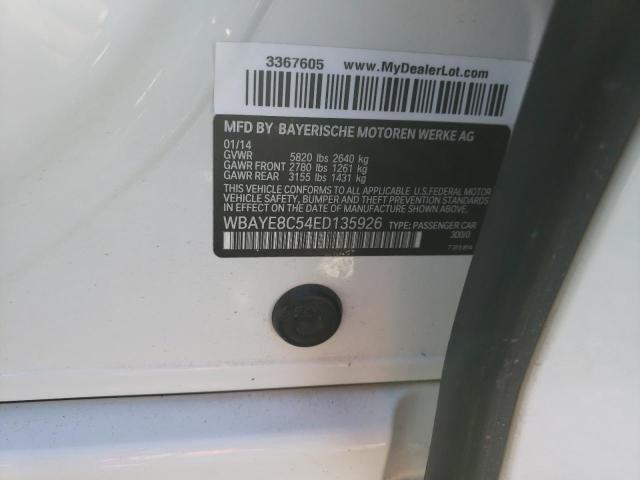 3367605 www.MyDealerLot.com
MFD BY BAYERISCHE MOTOREN WERKE AG
01/14
GVWR 5820 lbs 2640 kg
GAWR FRONT 2780 lbs 1261 kg
GAWR REAR 3155 lbs 1431 kg
THIS VEHICLE CONFORMS TO ALL APPLICABLE U.S. FEDERAL MOTOR
VEHICLE SAFETY, BUMPER, AND THEFT PREVENTION STANDARDS
IN EFFECT ON THE DATE OF MANUFACTURE SHOWN ABOVE.
WBAYE8C54ED135926 TYPE: PASSENGER CAR
300/0